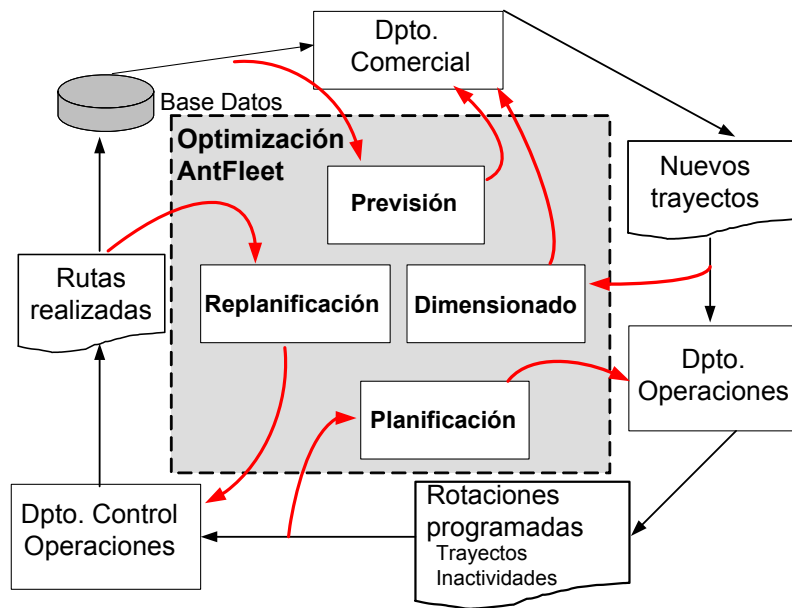 Dpto.
Comercial
Base Datos
Optimización
AntFleet
Nuevos
trayectos
Previsión
Rutas
realizadas
Replanificación
Dimensionado
Dpto.
Operaciones
Planificación
Dpto. Control
Operaciones
Rotaciones
programadas
Trayectos
Inactividades